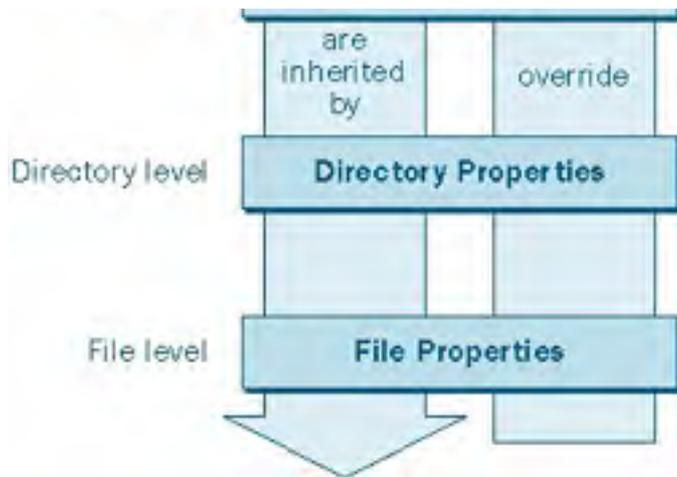 are
inherited
by
override
Directory level
Directory Properties
File level
File Properties